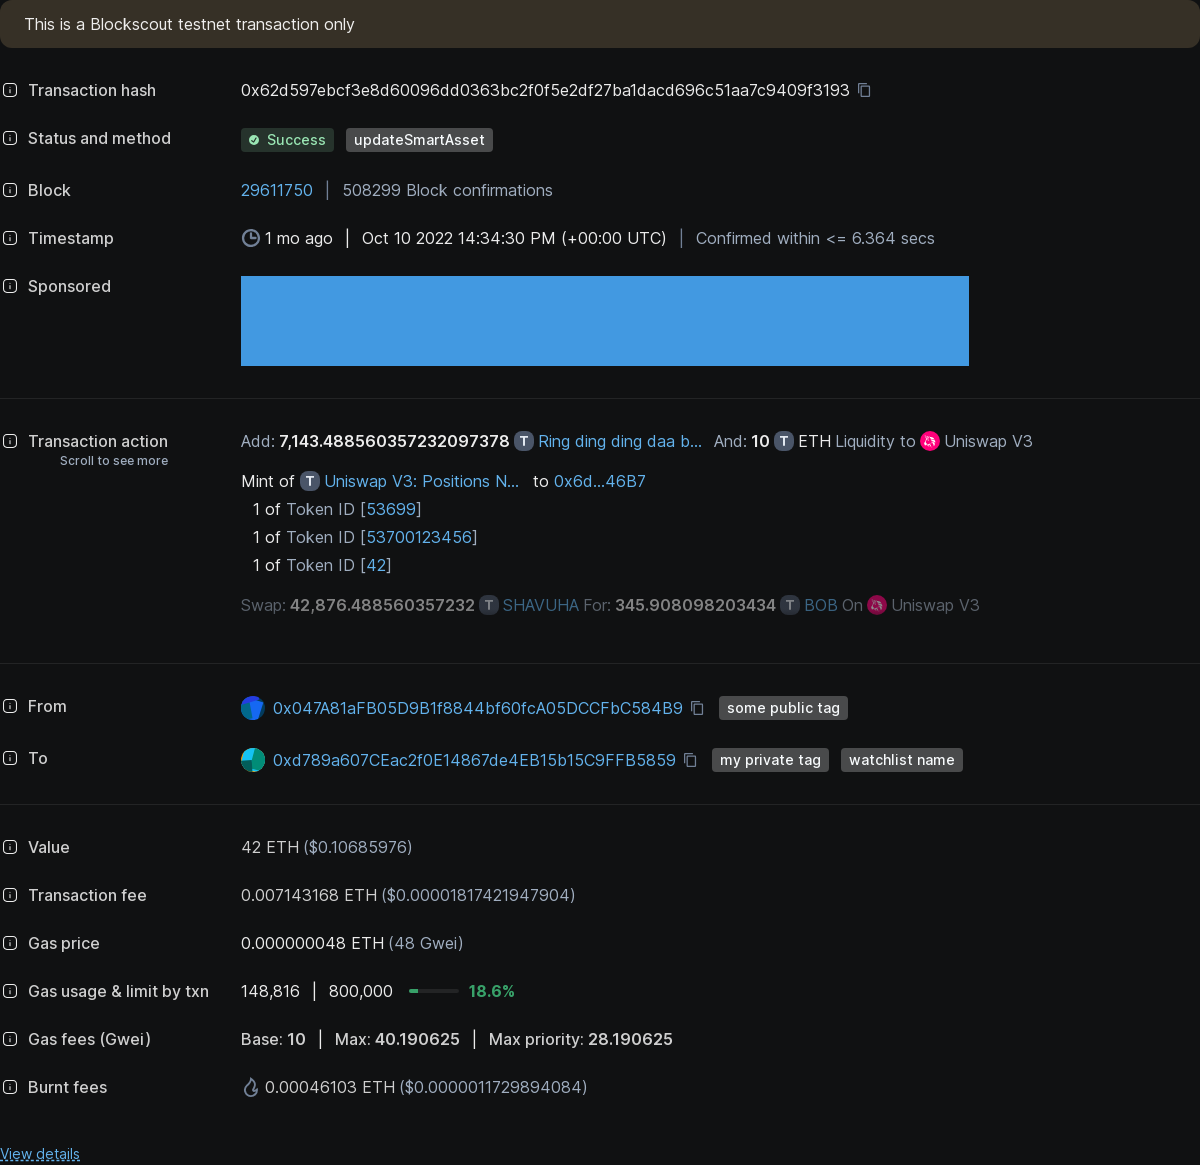 This is a Blockscout testnet transaction only
Transaction hash 0x62d597ebcf3e8d60096dd0363bc2f0f5e2df27ba1dacd696c51aa7c9409f3193
Status and method Success updateSmartAsset
Block 29611750 | 508299 Block confirmations
Timestamp 1 mo ago | Oct 10 2022 14:34:30 PM (+00:00 UTC) | Confirmed within <= 6.364 secs
Sponsored
Transaction action Add: 7,143.488560357232097378 T Ring ding ding daa b... And: 10 T ETH Liquidity to Uniswap V3
Scroll to see more
Mint of T Uniswap V3: Positions N... to 0x6d...46B7
1 of Token ID [53699]
1 of Token ID [53700123456]
1 of Token ID [42]
Swap: 42,876.488560357232 T SHAVUHA For: 345.908098203434 T BOB On Uniswap V3
From 0x047A81aFB05D9B1f8844bf60fcA05DCCFbC584B9 some public tag
To 0xd789a607CEac2f0E14867de4EB15b15C9FFB5859 my private tag watchlist name
Value 42 ETH ($0.10685976)
Transaction fee 0.007143168 ETH ($0.00001817421947904)
Gas price 0.000000048 ETH (48 Gwei)
Gas usage & limit by txn 148,816 | 800,000 18.6%
Gas fees (Gwei) Base: 10 | Max: 40.190625 | Max priority: 28.190625
Burnt fees 0.00046103 ETH ($0.0000011729894084)
View details